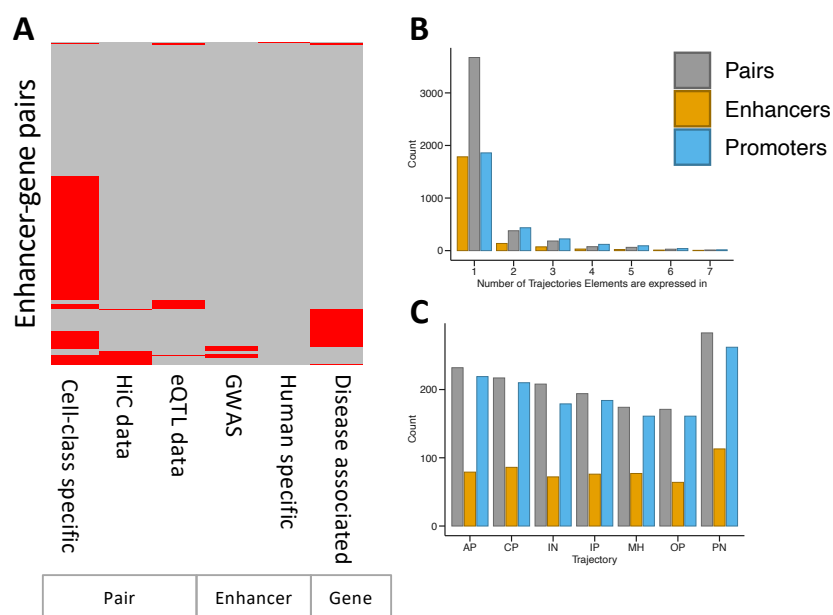 A
Enhancer-gene pairs
Cell-class specific
HiC data
eQTL data
GWAS
Human specific
Disease associated
Pair
Enhancer
Gene
B
Count
3000
2000
1000
0
1
2
3
4
5
6
7
Number of Trajectories Elements are expressed in
Pairs
Enhancers
Promoters
C
Count
200
100
0
AP
CP
IN
IP
MH
OP
PN
Trajectory